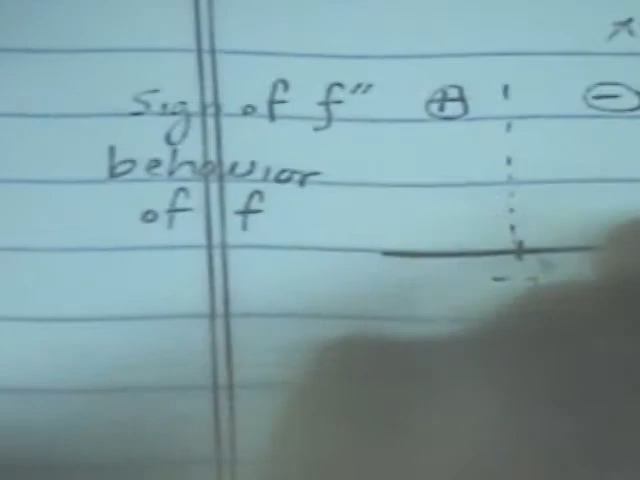 sign of f" ⊕ ⊖
behavior
of f